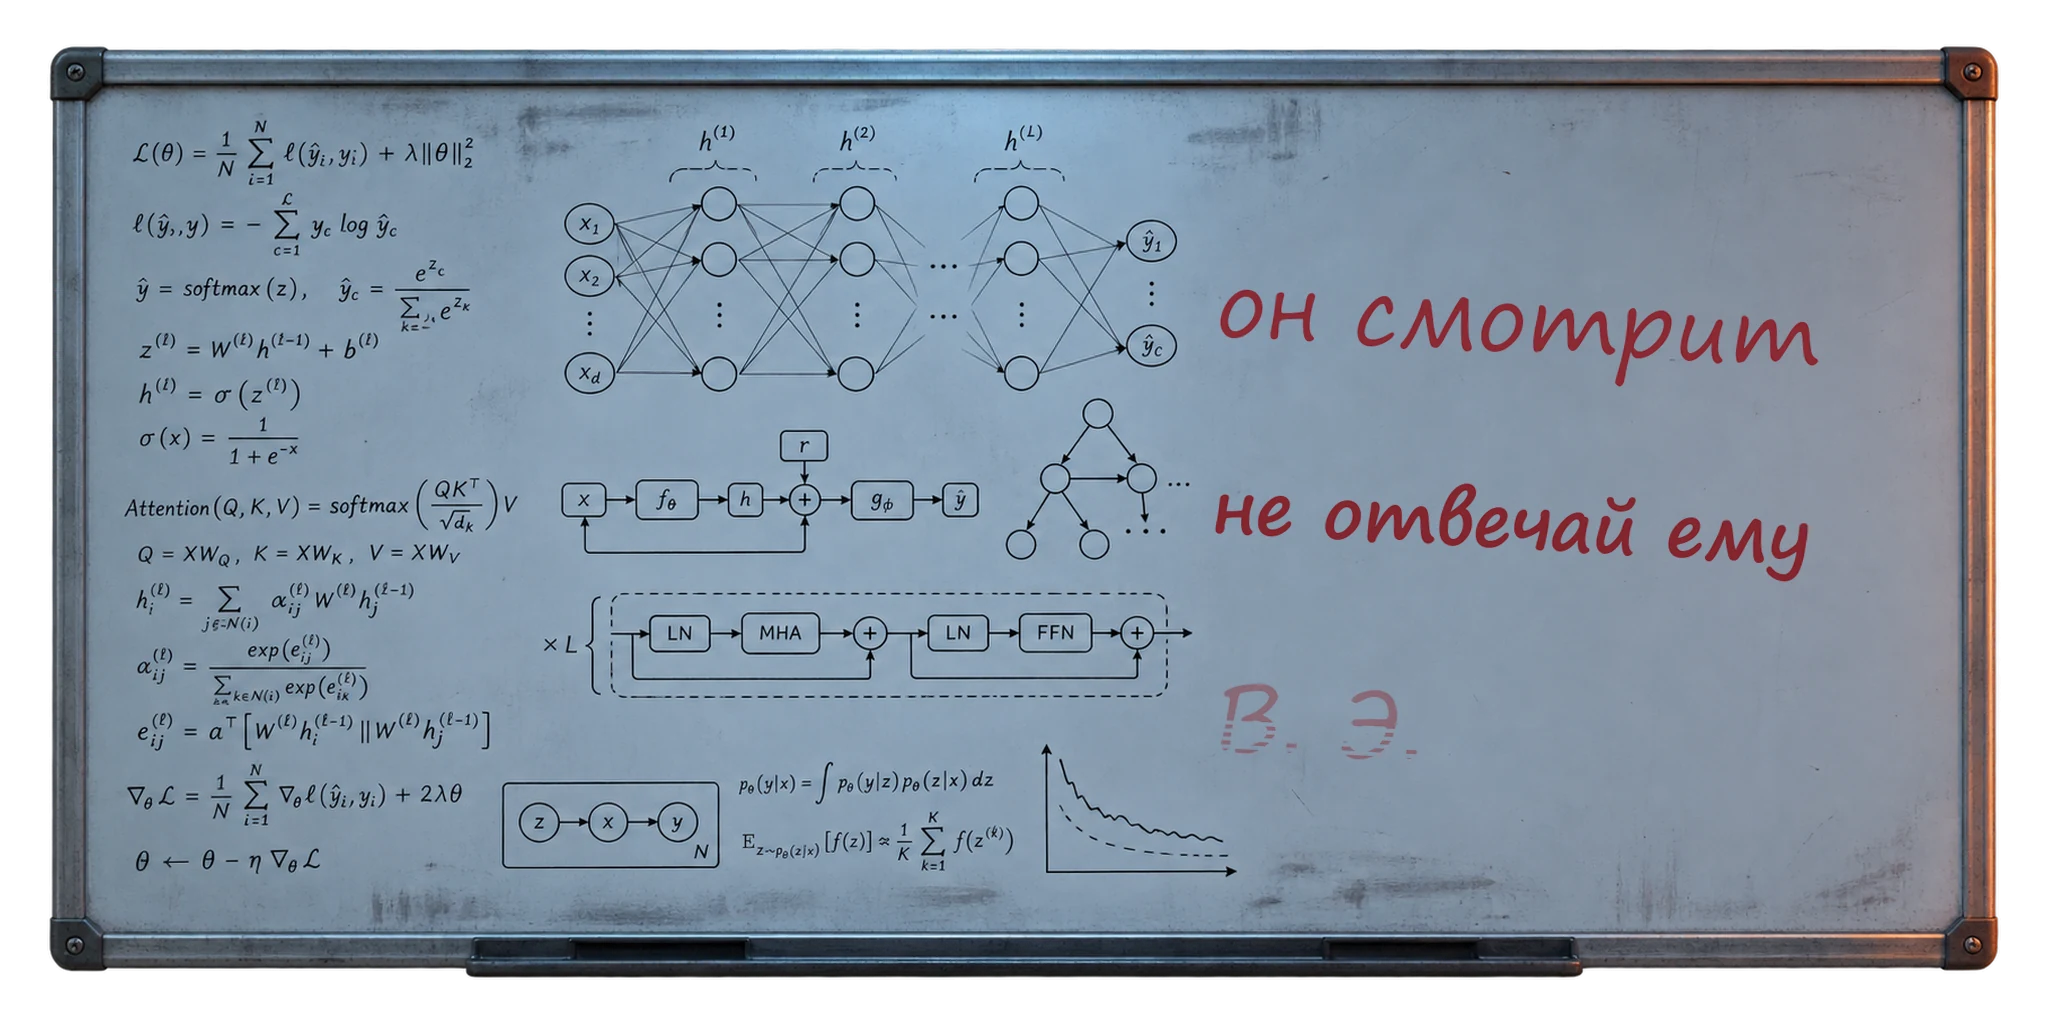 ℒ(θ) = 1/N ∑_{i=1}^{N} ℓ(ŷ_i, y_i) + λ‖θ‖₂²
ℓ(ŷ,,y) = − ∑_{c=1}^{ℒ} y_c log ŷ_c
ŷ = softmax(z), ŷ_c = e^{z_c} / ∑ e^{z_k}
z^{(ℓ)} = W^{(ℓ)} h^{(ℓ−1)} + b^{(ℓ)}
h^{(ℓ)} = σ(z^{(ℓ)})
σ(x) = 1 / (1 + e^{−x})
Attention(Q, K, V) = softmax(QK^⊤ / √d_k) V
Q = XW_Q, K = XW_K, V = XW_V
h_i^{(ℓ)} = ∑_{j∈N(i)} α_{ij}^{(ℓ)} W^{(ℓ)} h_j^{(ℓ−1)}
α_{ij}^{(ℓ)} = exp(e_{ij}^{(ℓ)}) / ∑_{k∈N(i)} exp(e_{ik}^{(ℓ)})
e_{ij}^{(ℓ)} = a^⊤ [W^{(ℓ)} h_i^{(ℓ−1)} ‖ W^{(ℓ)} h_j^{(ℓ−1)}]
∇_θ ℒ = 1/N ∑_{i=1}^{N} ∇_θ ℓ(ŷ_i, y_i) + 2λθ
θ ← θ − η ∇_θ ℒ
h^{(1)} h^{(2)} h^{(L)}
x_1
x_2
⋮
x_d
... ...
ŷ_1
⋮
ŷ_c
r
x f_θ h + g_ϕ ŷ
...
...
× L LN MHA + LN FFN +
z x y
N
p_θ(y|x) = ∫ p_θ(y|z) p_θ(z|x) dz
𝔼_{z∼p_θ(z|x)} [f(z)] ≈ 1/K ∑_{k=1}^{K} f(z^{(k)})
он смотрит
не отвечай ему
В. Э.